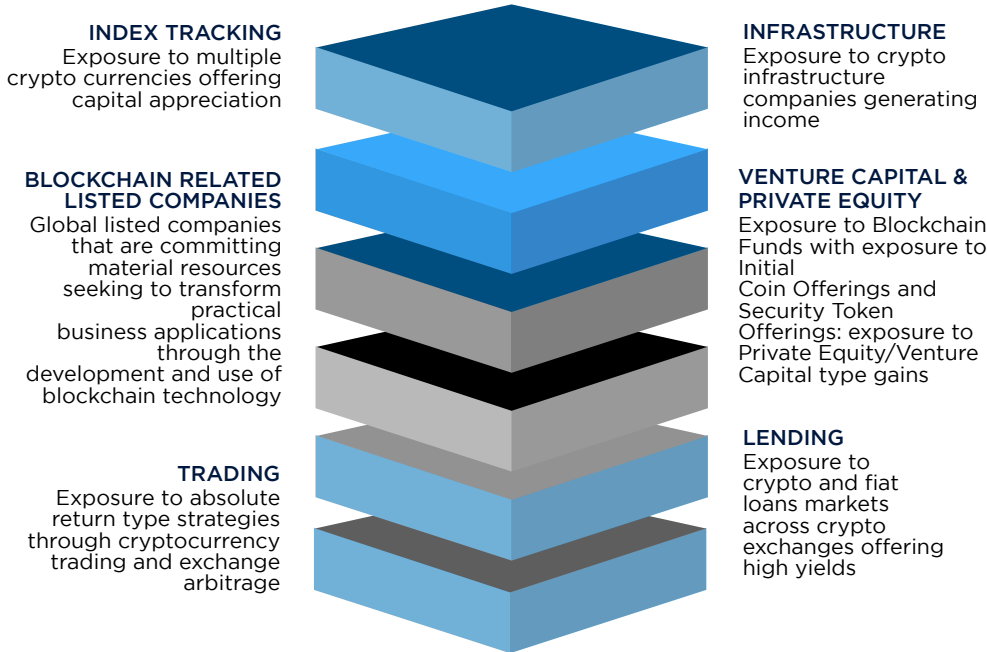 INDEX TRACKING
Exposure to multiple
crypto currencies offering
capital appreciation
BLOCKCHAIN RELATED
LISTED COMPANIES
Global listed companies
that are committing
material resources
seeking to transform
practical
business applications
through the
development and use of
blockchain technology
TRADING
Exposure to absolute
return type strategies
through cryptocurrency
trading and exchange
arbitrage
INFRASTRUCTURE
Exposure to crypto
infrastructure
companies generating
income
VENTURE CAPITAL &
PRIVATE EQUITY
Exposure to Blockchain
Funds with exposure to
Initial
Coin Offerings and
Security Token
Offerings: exposure to
Private Equity/Venture
Capital type gains
LENDING
Exposure to
crypto and fiat
loans markets
across crypto
exchanges offering
high yields